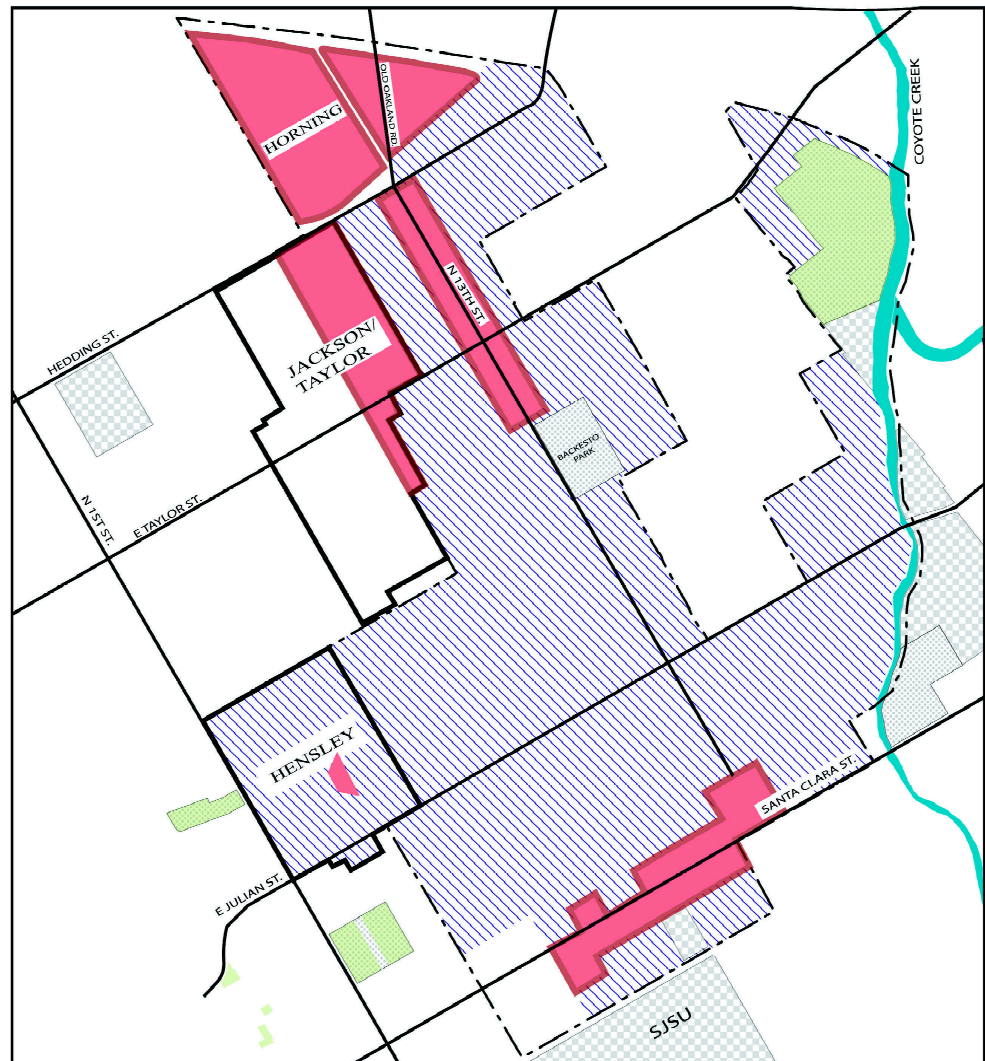 COYOTE CREEK
OLD OAKLAND RD.
HORNING
N 13TH ST.
HEDDING ST.
JACKSON/
TAYLOR
BACKESTO
PARK
N 1ST ST.
E TAYLOR ST.
HENSLEY
SANTA CLARA ST.
E JULIAN ST.
SJSU